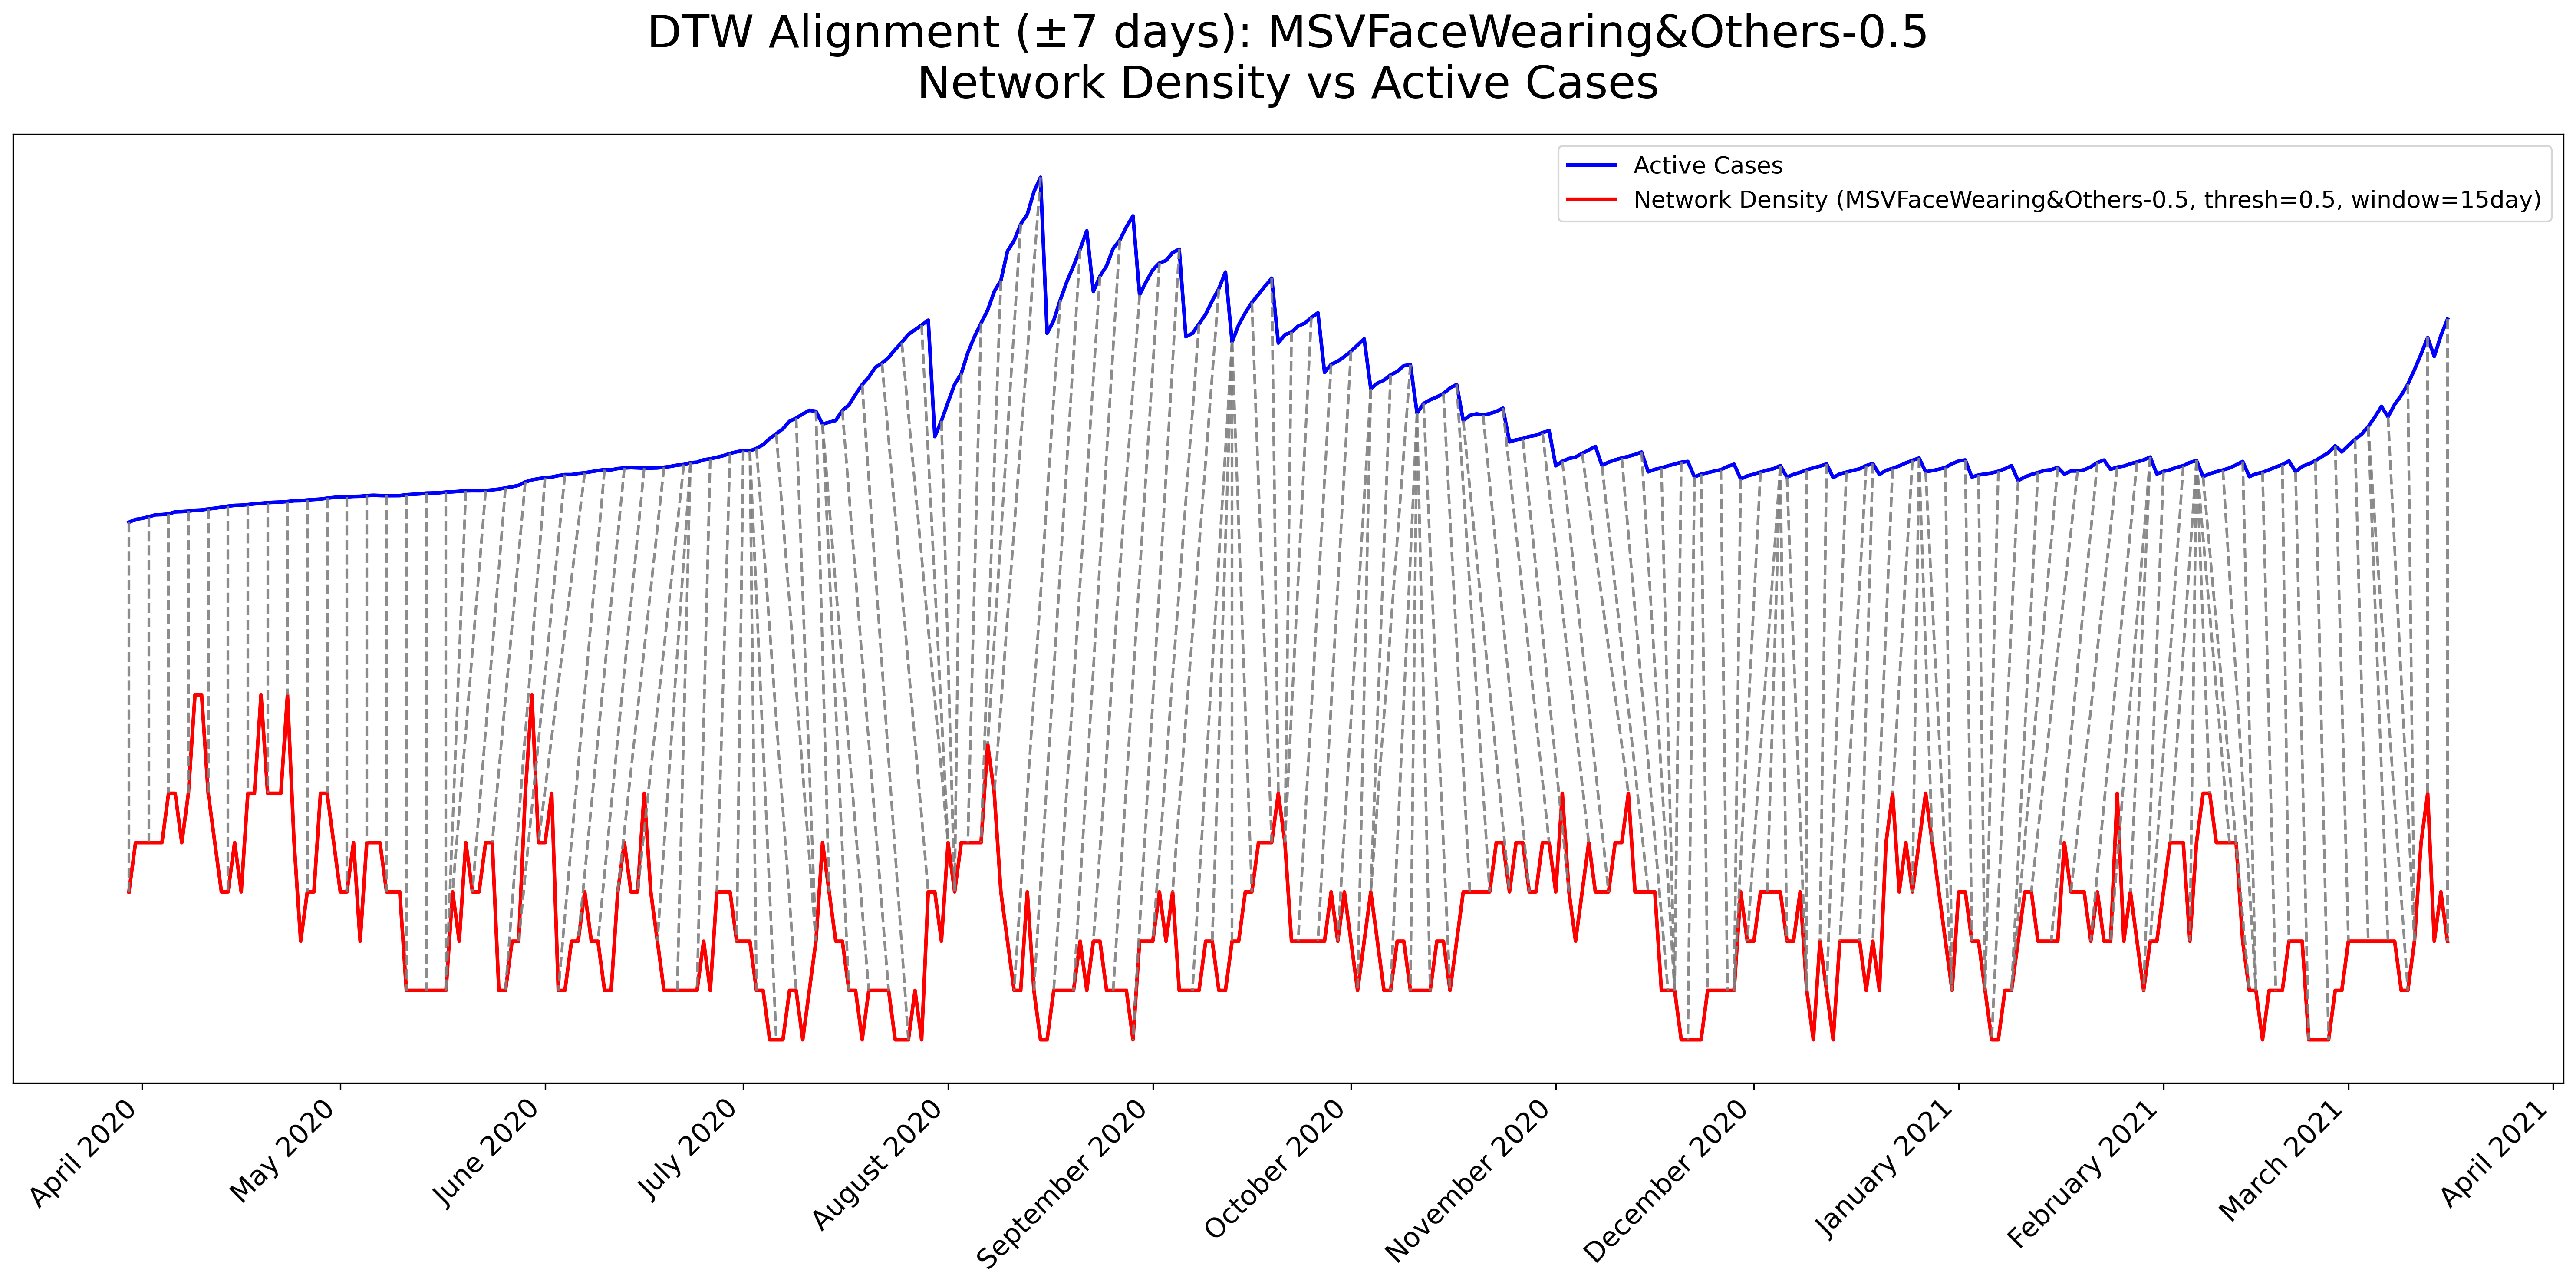 DTW Alignment (±7 days): MSVFaceWearing&Others-0.5
Network Density vs Active Cases
Active Cases
Network Density (MSVFaceWearing&Others-0.5, thresh=0.5, window=15day)
April 2020
May 2020
June 2020
July 2020
August 2020
September 2020
October 2020
November 2020
December 2020
January 2021
February 2021
March 2021
April 2021